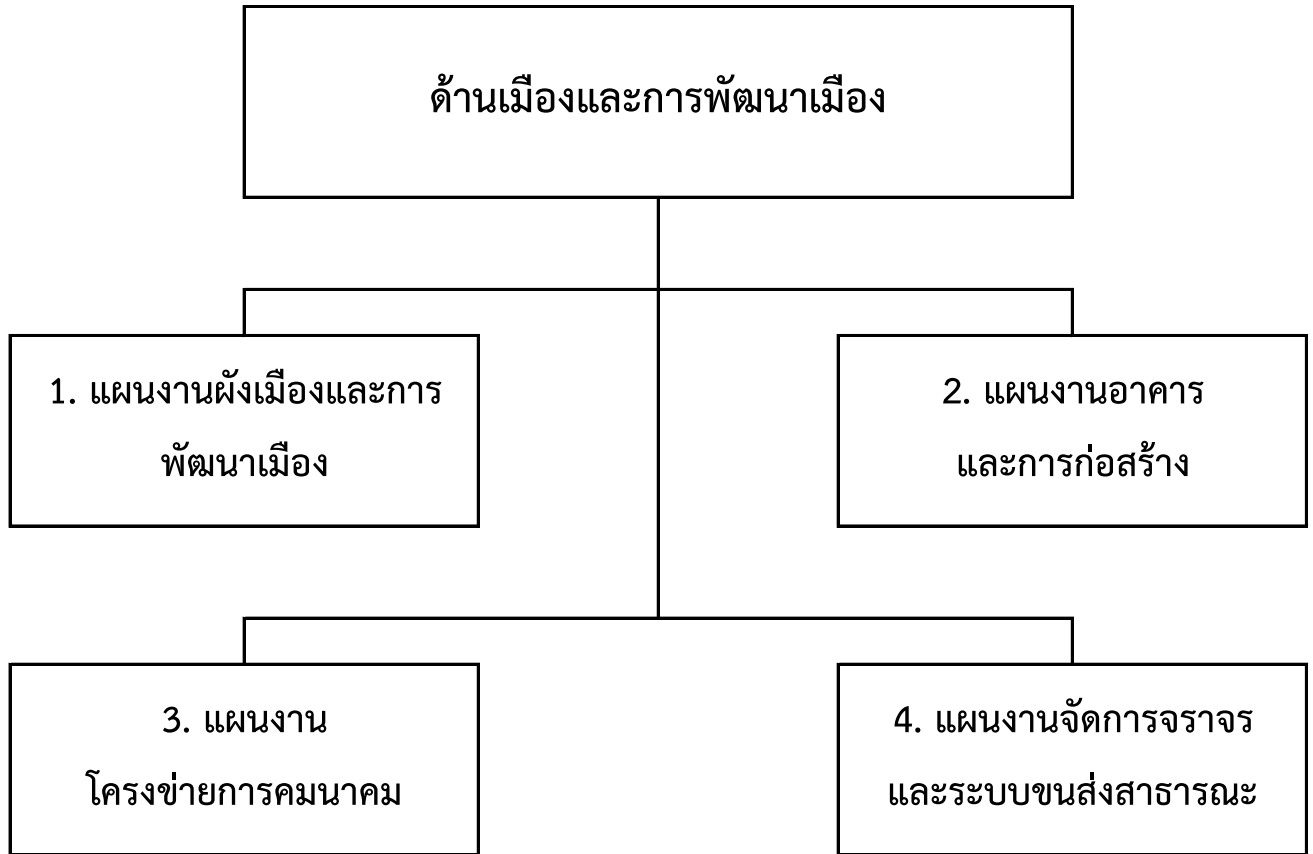 ด้านเมืองและการพัฒนาเมือง
1. แผนงานผังเมืองและการ
พัฒนาเมือง
2. แผนงานอาคาร
และการก่อสร้าง
3. แผนงาน
โครงข่ายการคมนาคม
4. แผนงานจัดการจราจร
และระบบขนส่งสาธารณะ